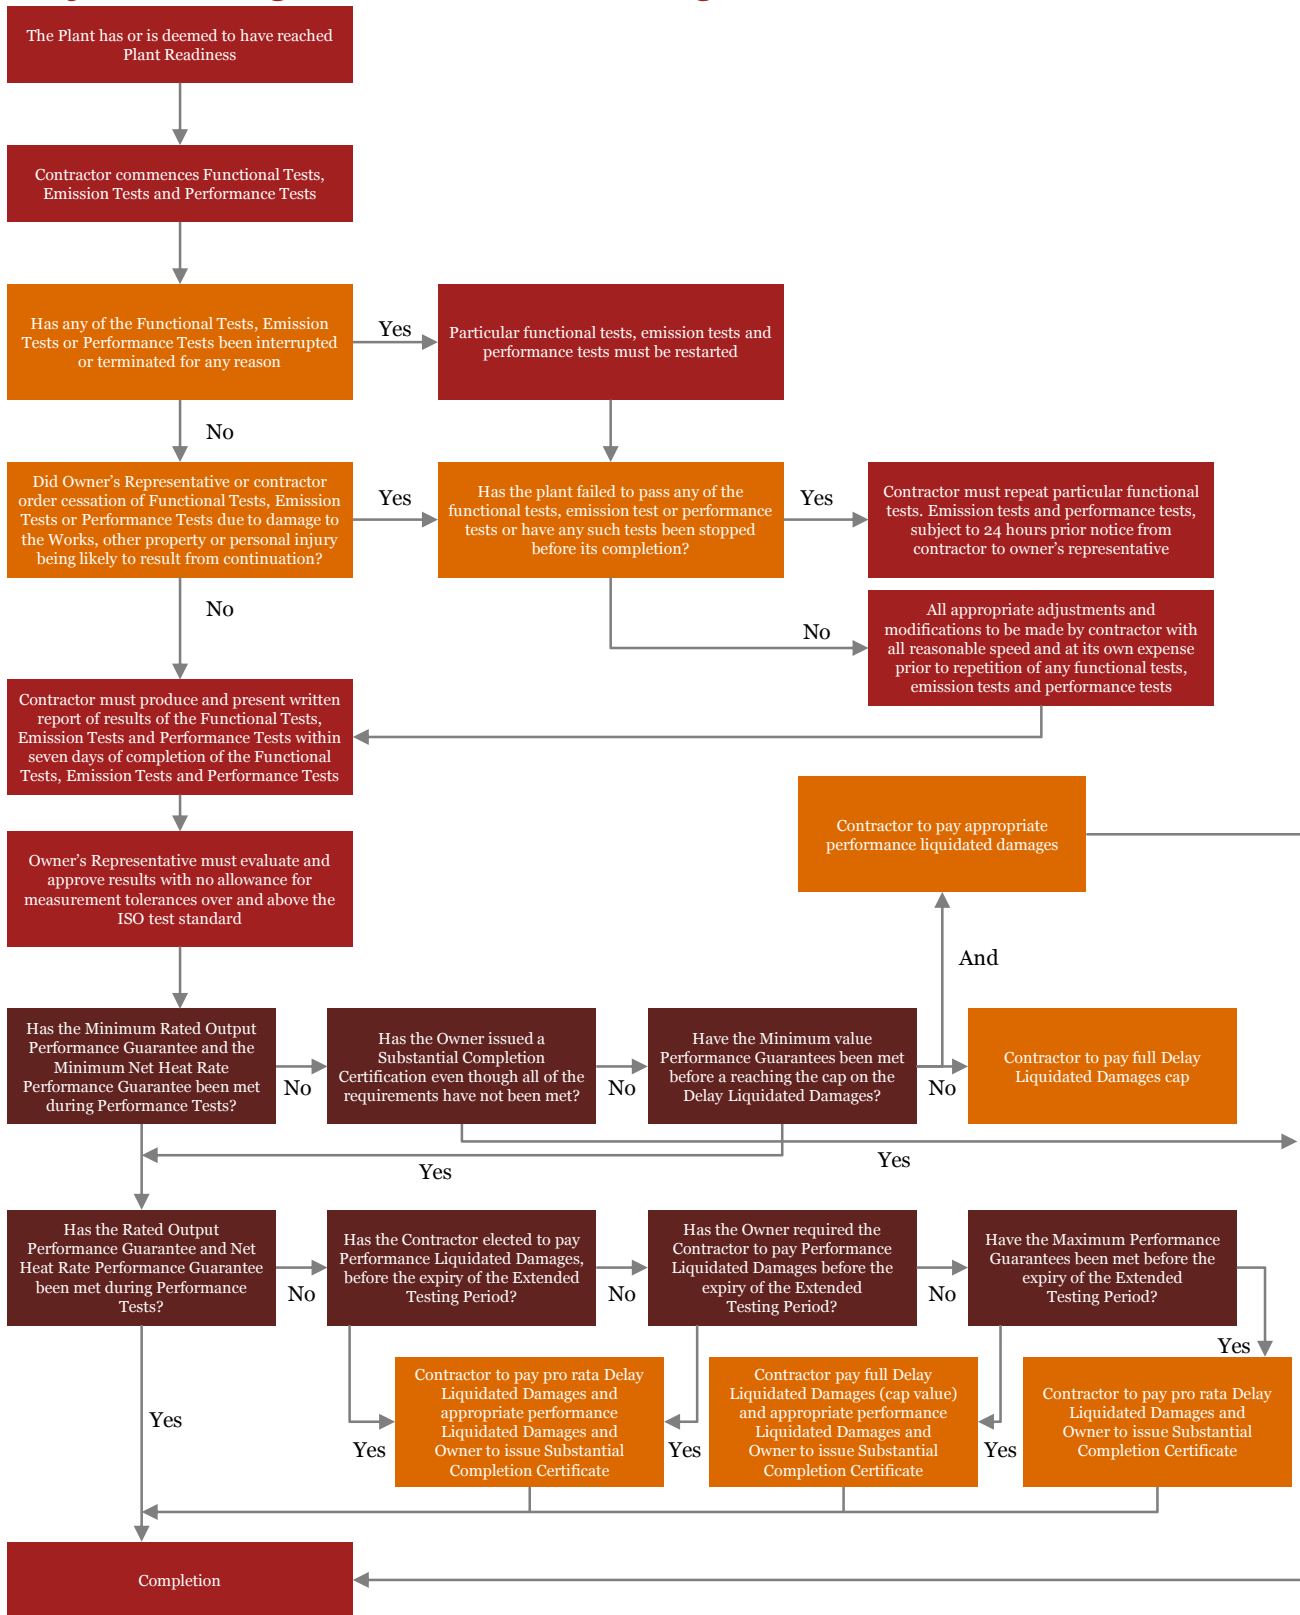 The Plant has or is deemed to have reached
Plant Readiness
Contractor commences Functional Tests,
Emission Tests and Performance Tests
Has any of the Functional Tests, Emission
Tests or Performance Tests been interrupted
or terminated for any reason
Yes
Particular functional tests, emission tests and
performance tests must be restarted
No
Did Owner's Representative or contractor
order cessation of Functional Tests, Emission
Tests or Performance Tests due to damage to
the Works, other property or personal injury
being likely to result from continuation?
Yes
Has the plant failed to pass any of the
functional tests, emission test or performance
tests or have any such tests been stopped
before its completion?
Yes
Contractor must repeat particular functional
tests. Emission tests and performance tests,
subject to 24 hours prior notice from
contractor to owner's representative
No
No
All appropriate adjustments and
modifications to be made by contractor with
all reasonable speed and at its own expense
prior to repetition of any functional tests,
emission tests and performance tests
Contractor must produce and present written
report of results of the Functional Tests,
Emission Tests and Performance Tests within
seven days of completion of the Functional
Tests, Emission Tests and Performance Tests
Contractor to pay appropriate
performance liquidated damages
Owner's Representative must evaluate and
approve results with no allowance for
measurement tolerances over and above the
ISO test standard
And
Has the Minimum Rated Output
Performance Guarantee and the
Minimum Net Heat Rate
Performance Guarantee been met
during Performance Tests?
No
Has the Owner issued a
Substantial Completion
Certification even though all of the
requirements have not been met?
No
Have the Minimum value
Performance Guarantees been met
before a reaching the cap on the
Delay Liquidated Damages?
No
Contractor to pay full Delay
Liquidated Damages cap
Yes
Yes
Has the Rated Output
Performance Guarantee and Net
Heat Rate Performance Guarantee
been met during Performance
Tests?
No
Has the Contractor elected to pay
Performance Liquidated Damages,
before the expiry of the Extended
Testing Period?
No
Has the Owner required the
Contractor to pay Performance
Liquidated Damages before the
expiry of the Extended
Testing Period?
No
Have the Maximum Performance
Guarantees been met before the
expiry of the Extended
Testing Period?
Yes
Yes
Yes
Contractor to pay pro rata Delay
Liquidated Damages and
appropriate performance
Liquidated Damages and
Owner to issue Substantial
Completion Certificate
Yes
Contractor pay full Delay
Liquidated Damages (cap value)
and appropriate performance
Liquidated Damages and
Owner to issue Substantial
Completion Certificate
Yes
Contractor to pay pro rata Delay
Liquidated Damages and
Owner to issue Substantial
Completion Certificate
Completion